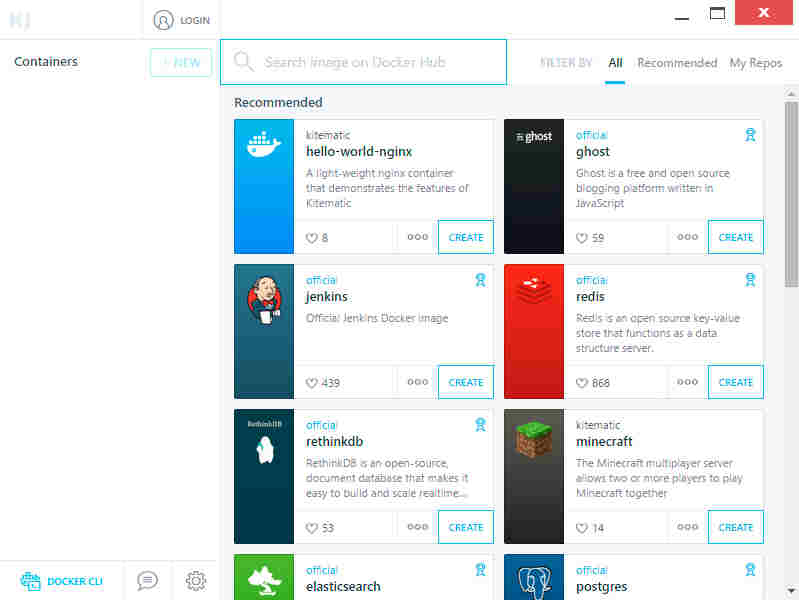 KJ
LOGIN
Containers
+ NEW
Search image on Docker Hub
FILTER BY All Recommended My Repos
Recommended
kitematic
hello-world-nginx
A light-weight nginx container
that demonstrates the features of
Kitematic
8
CREATE
ghost
official
ghost
Ghost is a free and open source
blogging platform written in
JavaScript
59
CREATE
official
jenkins
Official Jenkins Docker image
439
CREATE
official
redis
Redis is an open source key-value
store that functions as a data
structure server.
868
CREATE
RethinkDB
official
rethinkdb
RethinkDB is an open-source,
document database that makes it
easy to build and scale realtime...
53
CREATE
kitematic
minecraft
The Minecraft multiplayer server
allows two or more players to play
Minecraft together
14
CREATE
official
elasticsearch
official
postgres
DOCKER CLI